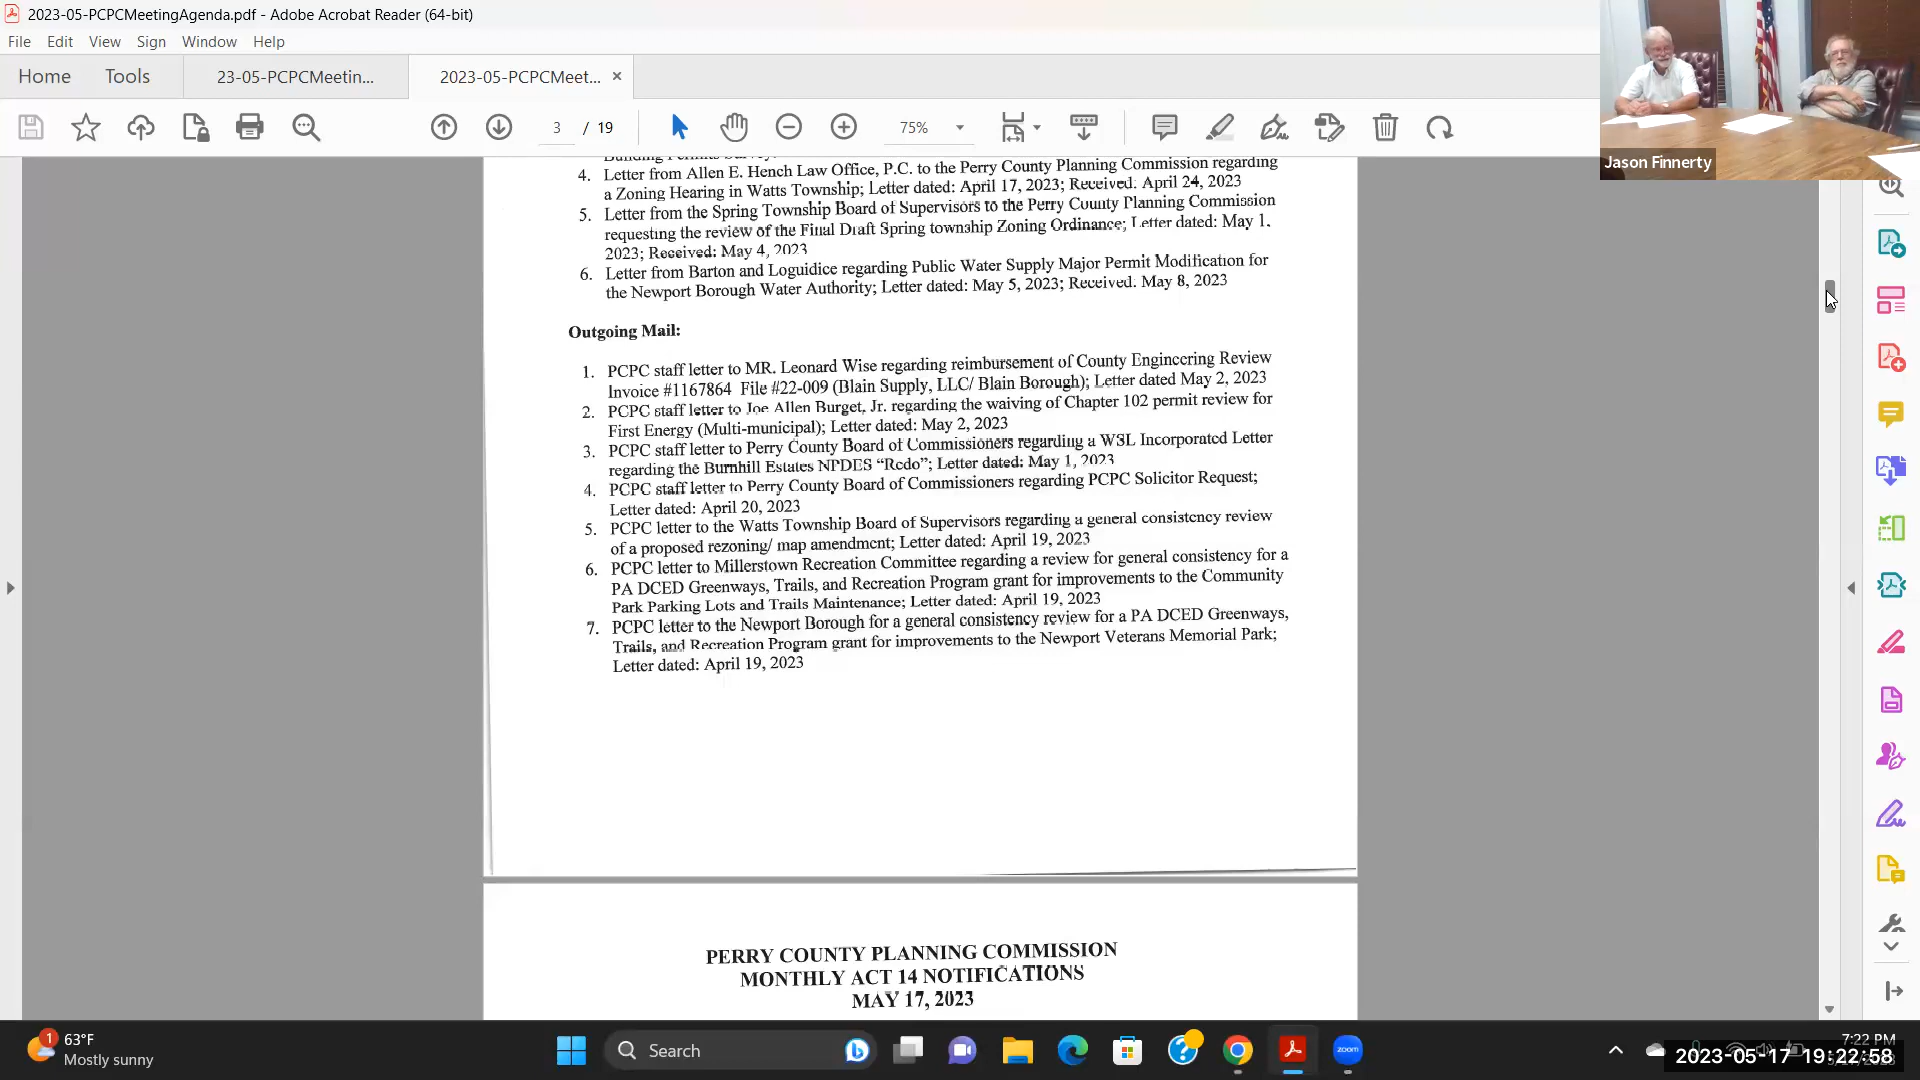 2023-05-PCPCMeetingAgenda.pdf - Adobe Acrobat Reader (64-bit)
File Edit View Sign Window Help
Home Tools 23-05-PCPCMeetin... 2023-05-PCPCMeet... ×
3 / 19 75%
Jason Finnerty
Building Permits Survey.
4. Letter from Allen E. Hench Law Office, P.C. to the Perry County Planning Commission regarding
a Zoning Hearing in Watts Township; Letter dated: April 17, 2023; Received: April 24, 2023
5. Letter from the Spring Township Board of Supervisors to the Perry County Planning Commission
requesting the review of the Final Draft Spring township Zoning Ordinance; Letter dated: May 1,
2023; Received: May 4, 2023
6. Letter from Barton and Loguidice regarding Public Water Supply Major Permit Modification for
the Newport Borough Water Authority; Letter dated: May 5, 2023; Received: May 8, 2023
Outgoing Mail:
1. PCPC staff letter to MR. Leonard Wise regarding reimbursement of County Engineering Review
Invoice #1167864 File #22-009 (Blain Supply, LLC/ Blain Borough); Letter dated May 2, 2023
2. PCPC staff letter to Joe Allen Burget, Jr. regarding the waiving of Chapter 102 permit review for
First Energy (Multi-municipal); Letter dated: May 2, 2023
3. PCPC staff letter to Perry County Board of Commissioners regarding a WSL Incorporated Letter
regarding the Burnhill Estates NPDES “Redo”; Letter dated: May 1, 2023
4. PCPC staff letter to Perry County Board of Commissioners regarding PCPC Solicitor Request;
Letter dated: April 20, 2023
5. PCPC letter to the Watts Township Board of Supervisors regarding a general consistency review
of a proposed rezoning/ map amendment; Letter dated: April 19, 2023
6. PCPC letter to Millerstown Recreation Committee regarding a review for general consistency for a
PA DCED Greenways, Trails, and Recreation Program grant for improvements to the Community
Park Parking Lots and Trails Maintenance; Letter dated: April 19, 2023
7. PCPC letter to the Newport Borough for a general consistency review for a PA DCED Greenways,
Trails, and Recreation Program grant for improvements to the Newport Veterans Memorial Park;
Letter dated: April 19, 2023
PERRY COUNTY PLANNING COMMISSION
MONTHLY ACT 14 NOTIFICATIONS
MAY 17, 2023
1 63°F
Mostly sunny
Search
zoom
7:22 PM
2023-05-17 19:22:58